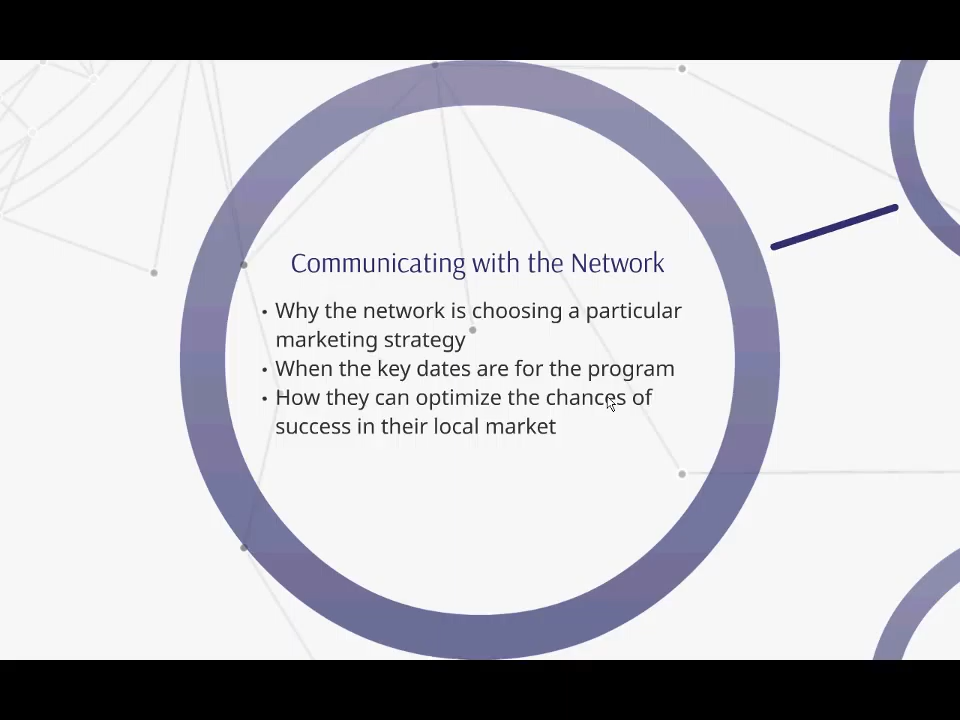 Communicating with the Network
• Why the network is choosing a particular
marketing strategy
• When the key dates are for the program
• How they can optimize the chances of
success in their local market